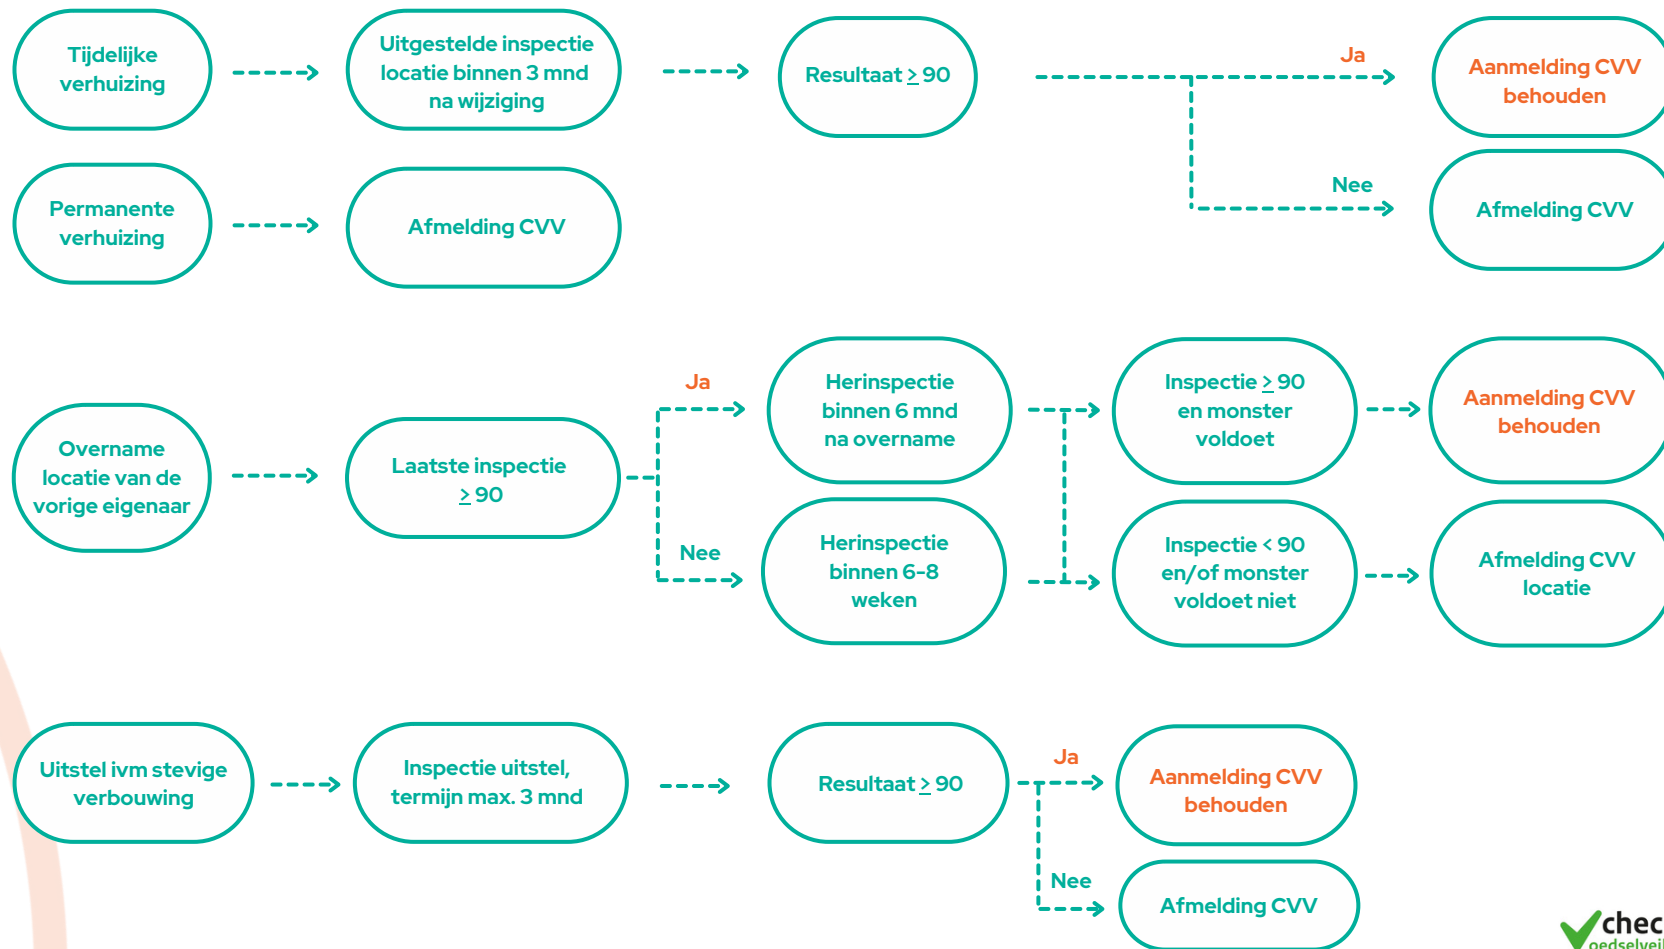 Tijdelijke
verhuizing
Uitgestelde inspectie
locatie binnen 3 mnd
na wijziging
Resultaat ≥ 90
Ja
Aanmelding CVV
behouden
Nee
Afmelding CVV
Permanente
verhuizing
Afmelding CVV
Overname
locatie van de
vorige eigenaar
Laatste inspectie
≥ 90
Ja
Herinspectie
binnen 6 mnd
na overname
Inspectie ≥ 90
en monster
voldoet
Aanmelding CVV
behouden
Nee
Herinspectie
binnen 6-8
weken
Inspectie < 90
en/of monster
voldoet niet
Afmelding CVV
locatie
Uitstel ivm stevige
verbouwing
Inspectie uitstel,
termijn max. 3 mnd
Resultaat ≥ 90
Ja
Aanmelding CVV
behouden
Nee
Afmelding CVV
chec